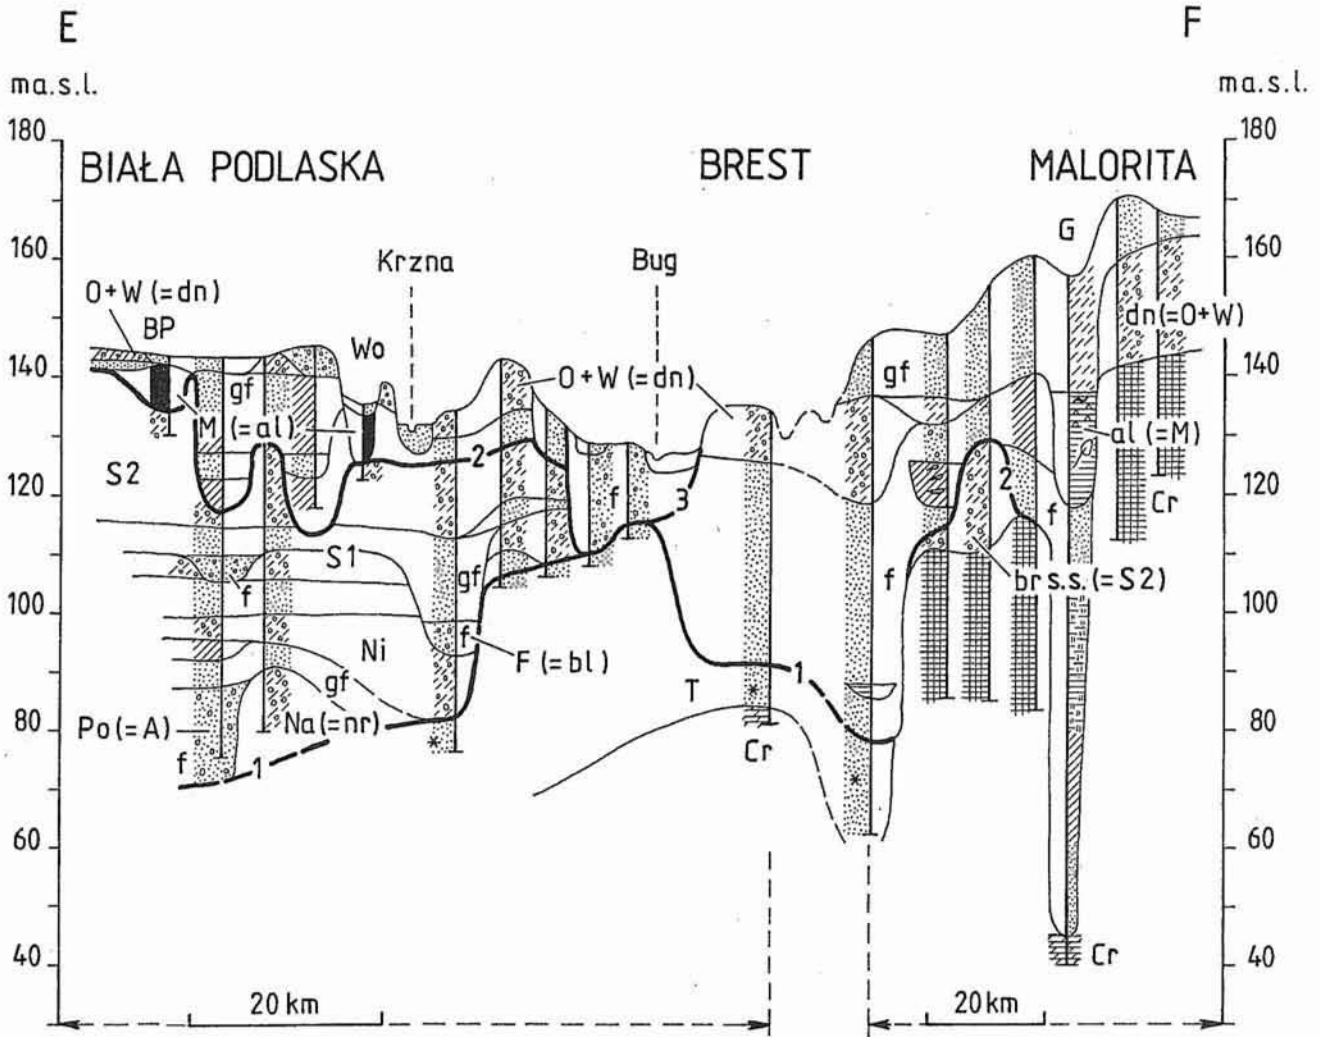 E F
ma.s.l. ma.s.l.
180 180
BIAŁA PODLASKA BREST MALORITA
G
160 Krzna Bug 160
O+W (=dn)
BP dn(=O+W)
Wo
140 gf O+W (=dn) gf 140
M (=al) al (=M)
2 2
S2 f 3 Cr
120 f 120
S1 gf f br s.s. (=S2)
f
100 100
f
Ni F (=bl)
gf T 1
Po (=A) Na (=nr) *
80 * Cr 80
f 1 *
60 60
40 Cr 40
20 km 20 km